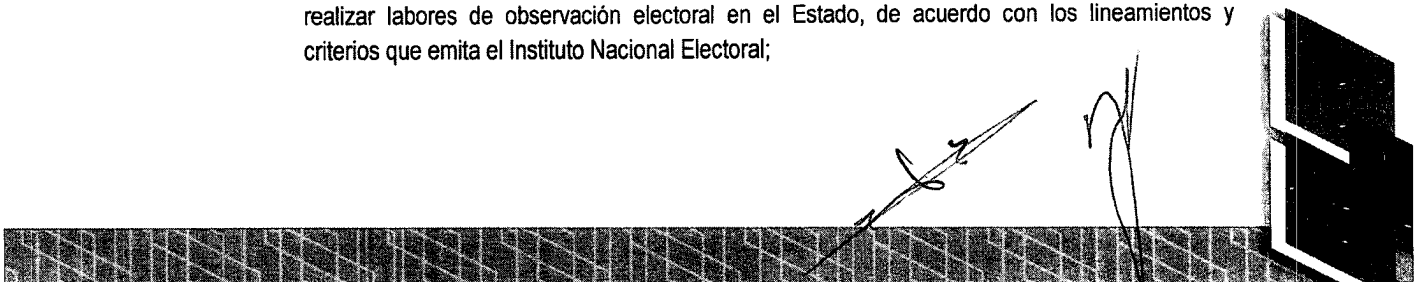 realizar labores de observación electoral en el Estado, de acuerdo con los lineamientos y
criterios que emita el Instituto Nacional Electoral;